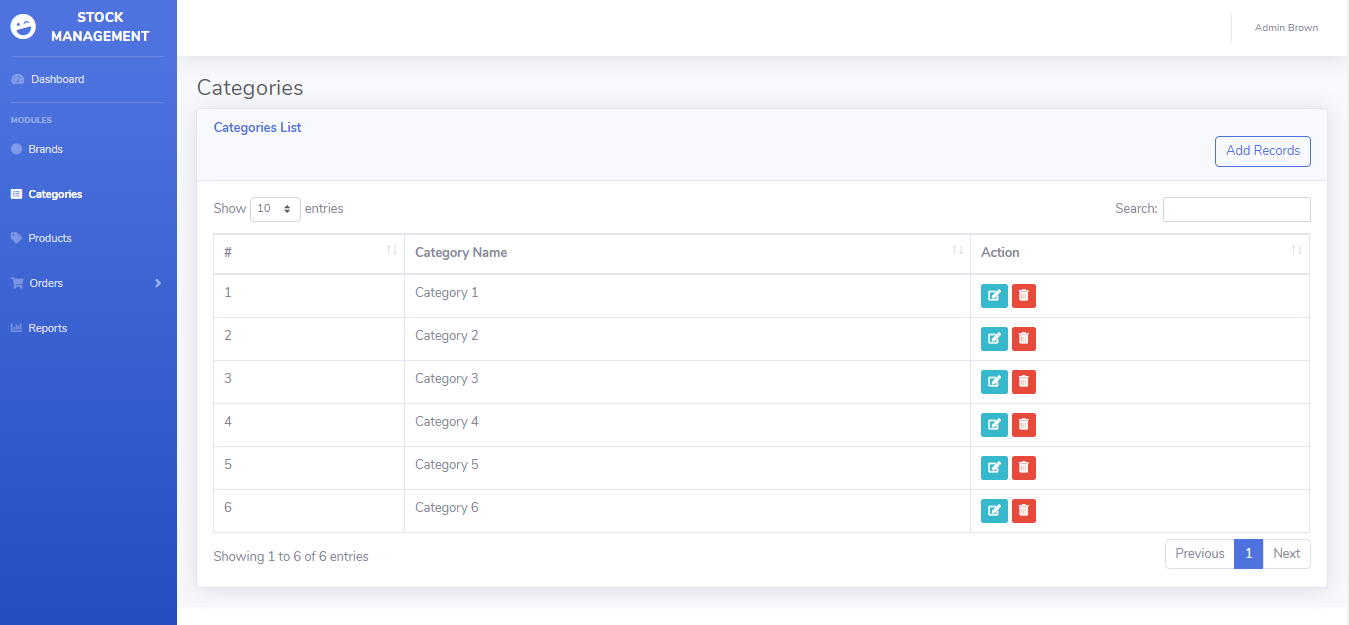 STOCK
MANAGEMENT
Admin Brown
Dashboard
MODULES
Brands
Categories
Products
Orders
Reports
Categories
Categories List
Add Records
Show 10 entries
Search:
# Category Name Action
1 Category 1
2 Category 2
3 Category 3
4 Category 4
5 Category 5
6 Category 6
Showing 1 to 6 of 6 entries
Previous 1 Next